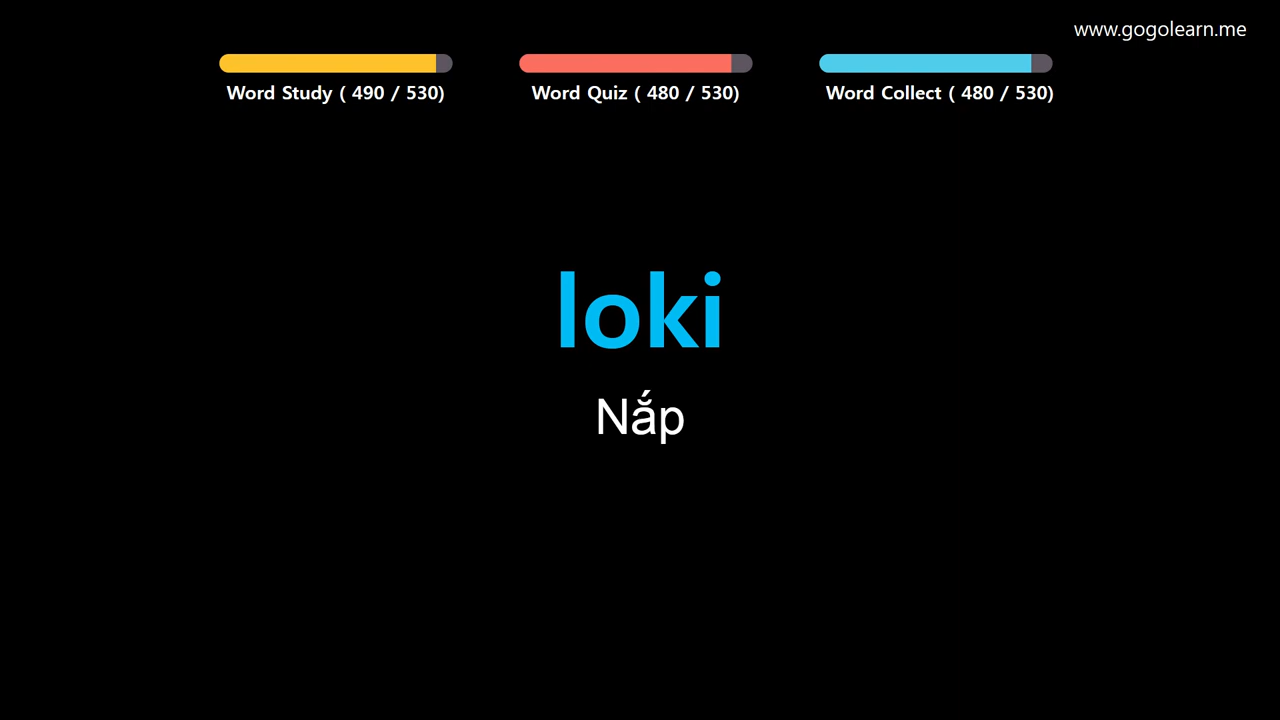 www.gogolearn.me
Word Study ( 490 / 530)
Word Quiz ( 480 / 530)
Word Collect ( 480 / 530)
loki
Nắp